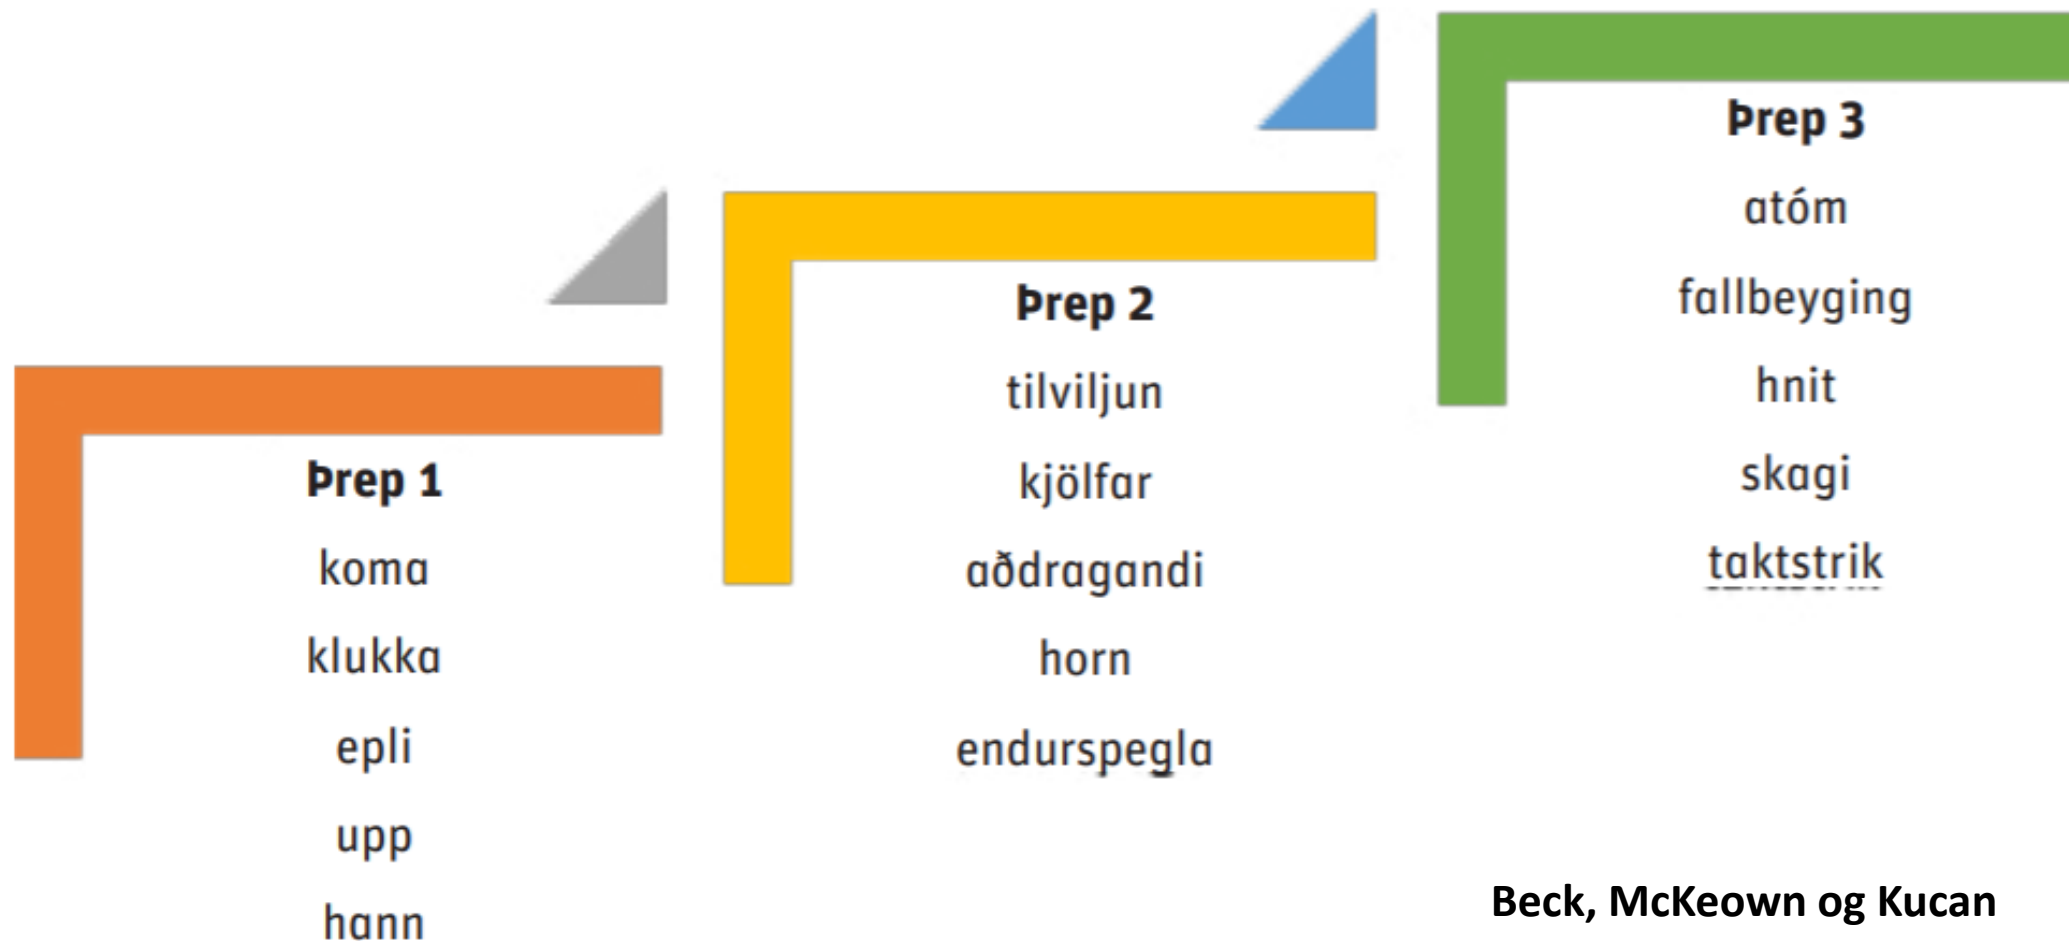 Þrep 1
koma
klukka
epli
upp
hann
Þrep 2
tilviljun
kjölfar
aðdragandi
horn
endurspegla
Þrep 3
atóm
fallbeyging
hnit
skagi
taktstrik
Beck, McKeown og Kucan